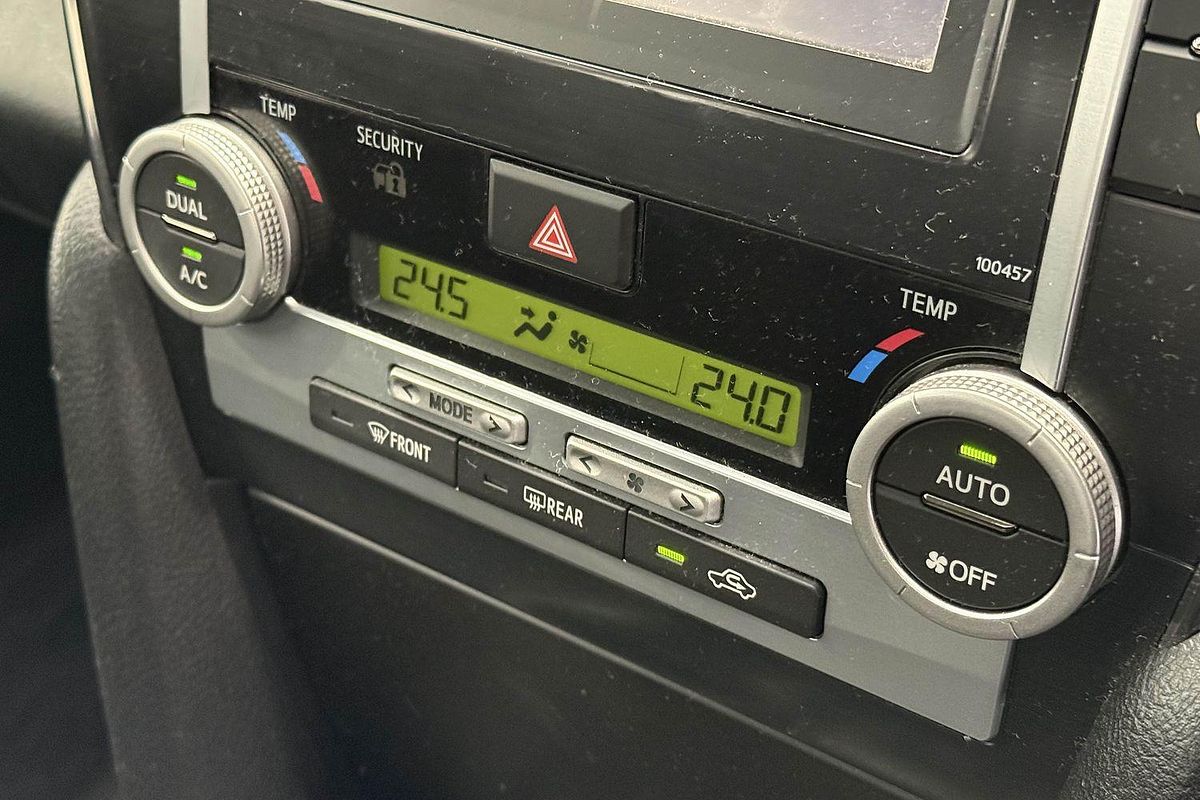 TEMP
SECURITY
DUAL
A/C
100457
TEMP
24.5
24.0
MODE
FRONT
REAR
AUTO
OFF